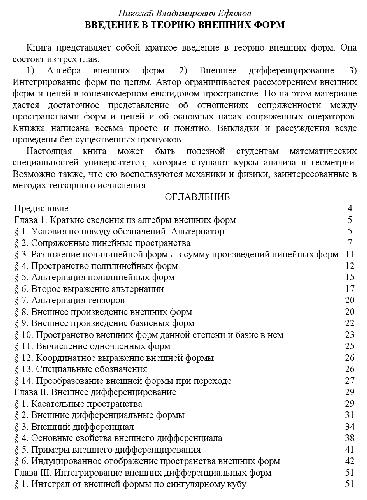 Николай Владимирович Ефимов
ВВЕДЕНИЕ В ТЕОРИЮ ВНЕШНИХ ФОРМ
Книга представляет собой краткое введение в теорию внешних форм. Она
состоит из трех глав.
1) Алгебра внешних форм 2) Внешнее дифференцирование 3)
Интегрирование форм по цепям. Автор ограничивается рассмотрением внешних
форм и цепей в конечномерном евклидовом пространстве. Но на этом материале
дается достаточное представление об отношениях сопряженности между
пространствами форм и цепей и об основных парах сопряженных операторов.
Книжка написана весьма просто и понятно. Выкладки и рассуждения везде
проведены без существенных пропусков.
Настоящая книга может быть полезной студентам математических
специальностей университетов, которые слушают курсы анализа и геометрии.
Возможно также, что ею воспользуются механики и физики, заинтересованные в
методах тензорного исчисления.
ОГЛАВЛЕНИЕ
Предисловие 4
Глава I. Краткие сведения из алгебры внешних форм 5
§ 1. Условия по поводу обозначений. Альтернатор 5
§ 2. Сопряженные линейные пространства 7
§ 3. Разложение полилинейной формы в сумму произведений линейных форм 11
§ 4. Пространство полилинейных форм 12
§ 5. Альтернация полилинейных форм 15
§ 6. Второе выражение альтернации 17
§ 7. Альтернация тензоров 20
§ 8. Внешнее произведение внешних форм 20
§ 9. Внешнее произведение базисных форм 22
§ 10. Пространство внешних форм данной степени и базис в нем 23
§ 11. Вычисление одночленных форм 25
§ 12. Координатное выражение внешней формы 26
§ 13. Специальные обозначения 26
§ 14. Преобразование внешней формы при переходе 27
Глава II. Внешнее дифференцирование 29
§ 1. Касательные пространства 29
§ 2. Внешние дифференциальные формы 31
§ 3. Внешний дифференциал 34
§ 4. Основные свойства внешнего дифференциала 38
§ 5. Примеры внешнего дифференцирования 41
§ 6. Индуцированное отображение пространства внешних форм 42
Глава III. Интегрирование внешних дифференциальных форм 51
§ 1. Интеграл от внешней формы по сингулярному кубу 51